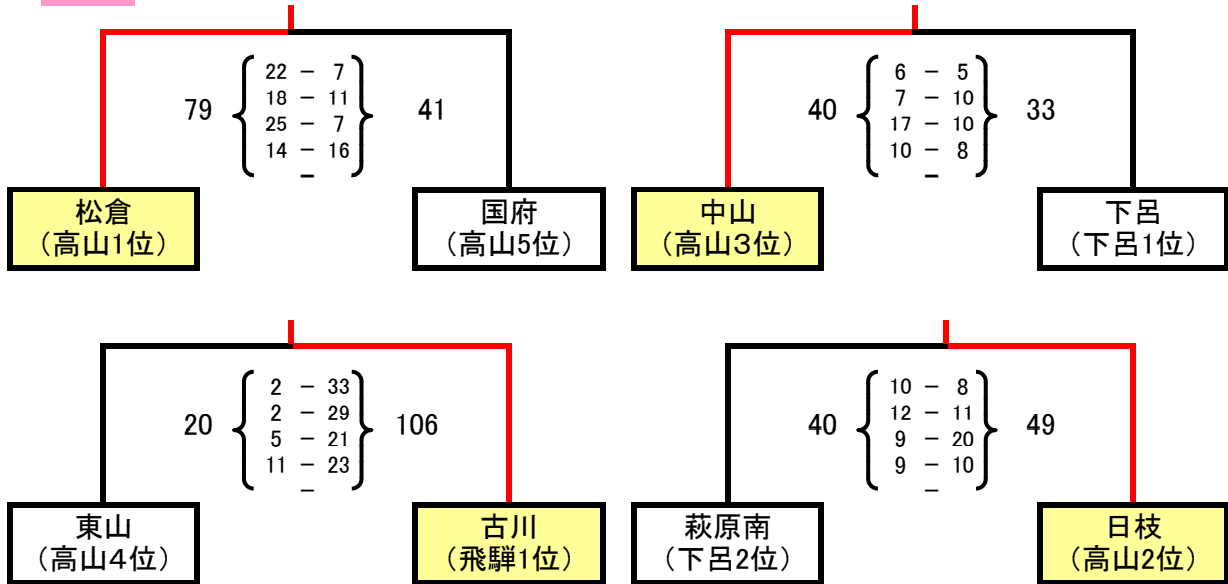 22 － 7
79 18 － 11 41
25 － 7
14 － 16
－
松倉
（高山1位）
国府
（高山5位）
6 － 5
40 7 － 10 33
17 － 10
10 － 8
－
中山
（高山３位）
下呂
（下呂1位）
2 － 33
20 2 － 29 106
5 － 21
11 － 23
－
東山
（高山４位）
古川
（飛騨1位）
10 － 8
40 12 － 11 49
9 － 20
9 － 10
－
萩原南
（下呂2位）
日枝
（高山2位）